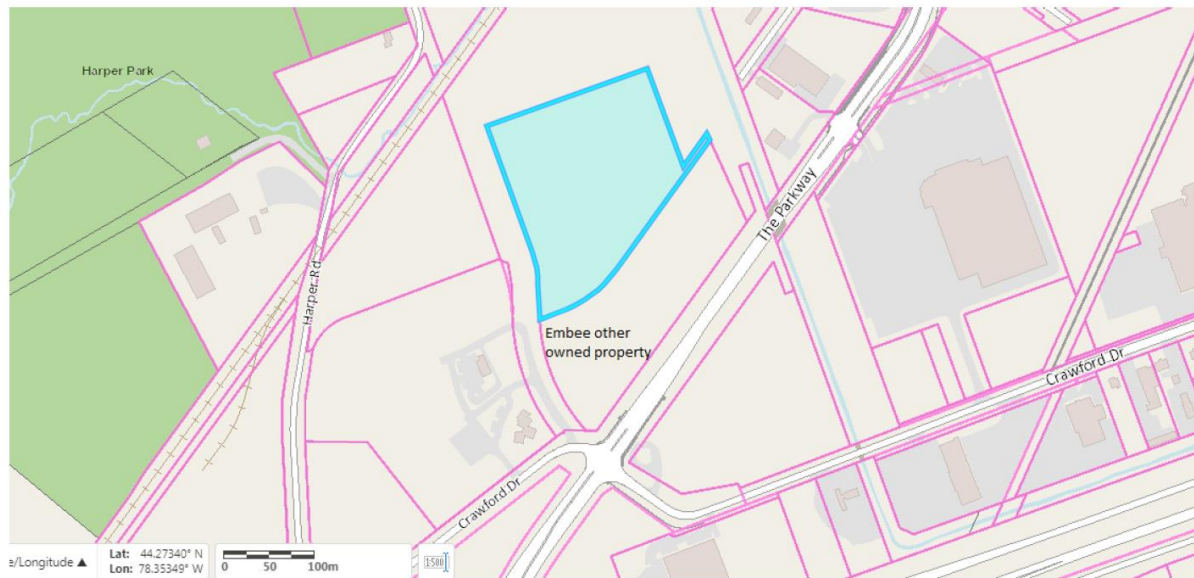 Harper Park
The Parkway
Harper Rd
Embee other
owned property
Crawford Dr
Crawford Dr
e/Longitude ▲
Lat: 44.27340° N
Lon: 78.35349° W
0 50 100m